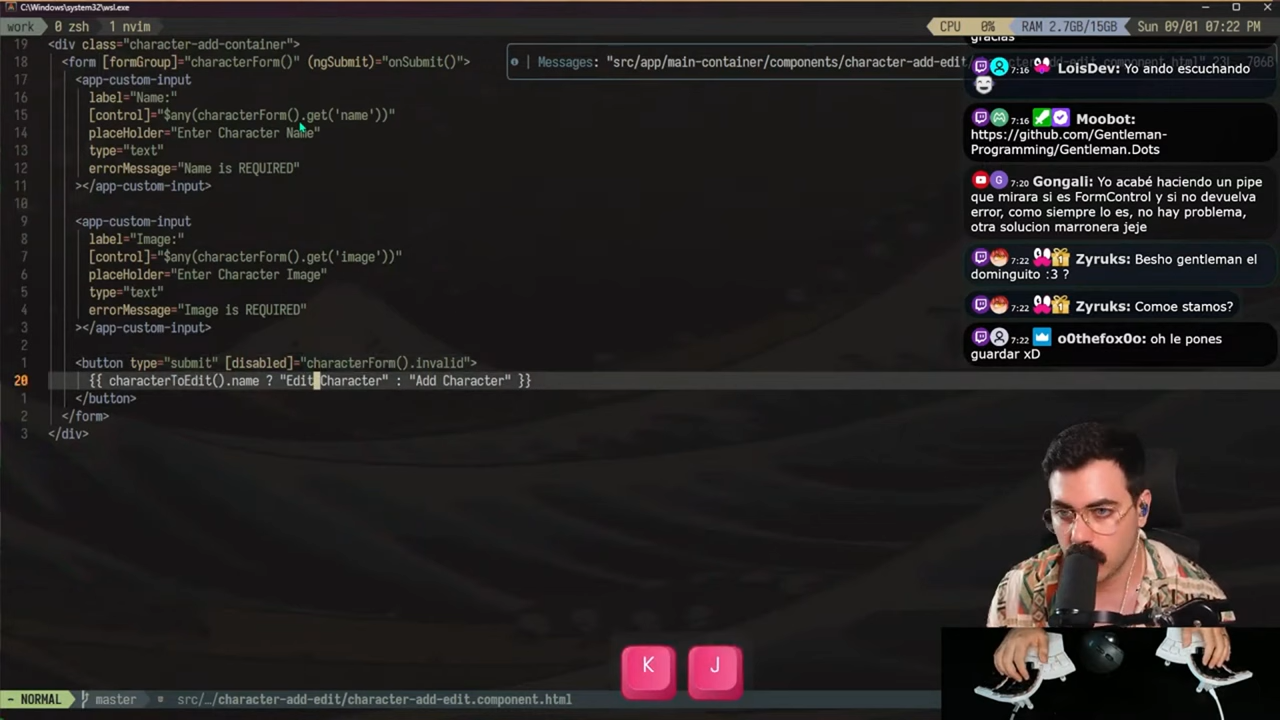 C:\Windows\system32\wsl.exe
work 0 zsh 1 nvim
CPU 0% RAM 2.7GB/15GB Sun 09/01 07:22 PM
19 <div class="character-add-container">
18 <form [formGroup]="characterForm()" (ngSubmit)="onSubmit()">
17 <app-custom-input
16 label="Name:"
15 [control]="$any(characterForm().get('name'))"
14 placeHolder="Enter Character Name"
13 type="text"
12 errorMessage="Name is REQUIRED"
11 ></app-custom-input>
10
9 <app-custom-input
8 label="Image:"
7 [control]="$any(characterForm().get('image'))"
6 placeHolder="Enter Character Image"
5 type="text"
4 errorMessage="Image is REQUIRED"
3 ></app-custom-input>
2
1 <button type="submit" [disabled]="characterForm().invalid">
20 {{ characterToEdit().name ? "Edit Character" : "Add Character" }}
1 </button>
2 </form>
3 </div>
Messages: "src/app/main-container/components/character-add-edit/
gracias
7:16 LoisDev: Yo ando escuchando
7:16 Moobot:
https://github.com/Gentleman-
Programming/Gentleman.Dots
7:20 Gongali: Yo acabé haciendo un pipe
que mirara si es FormControl y si no devuelva
error, como siempre lo es, no hay problema,
otra solucion marronera jeje
7:22 Zyruks: Besho gentleman el
dominguito :3 ?
7:22 Zyruks: Comoe stamos?
7:22 o0thefox0o: oh le pones
guardar xD
K J
- NORMAL master src/…/character-add-edit/character-add-edit.component.html